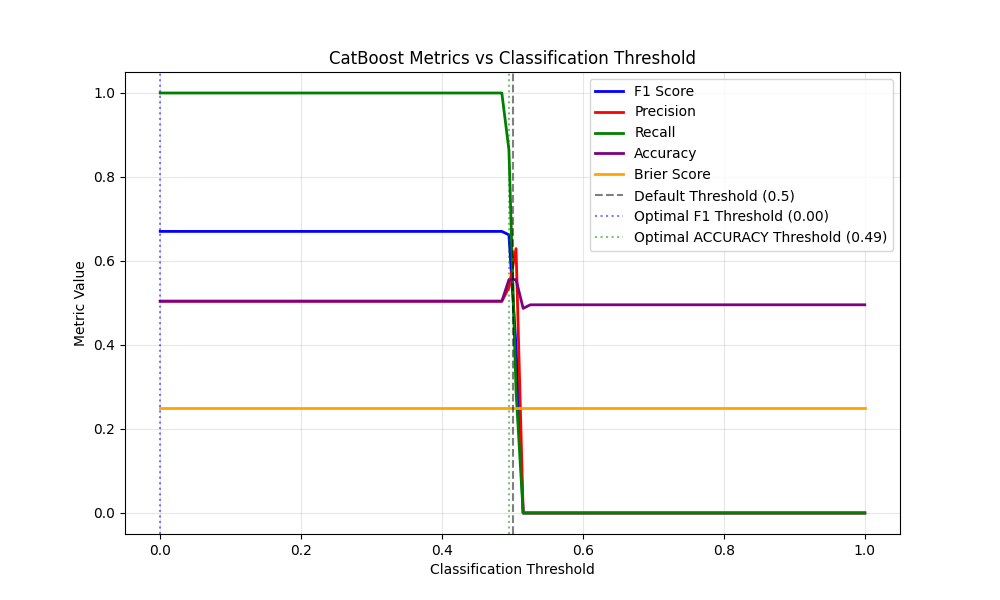 CatBoost Metrics vs Classification Threshold
Metric Value
1.0
0.8
0.6
0.4
0.2
0.0
F1 Score
Precision
Recall
Accuracy
Brier Score
Default Threshold (0.5)
Optimal F1 Threshold (0.00)
Optimal ACCURACY Threshold (0.49)
0.0 0.2 0.4 0.6 0.8 1.0
Classification Threshold